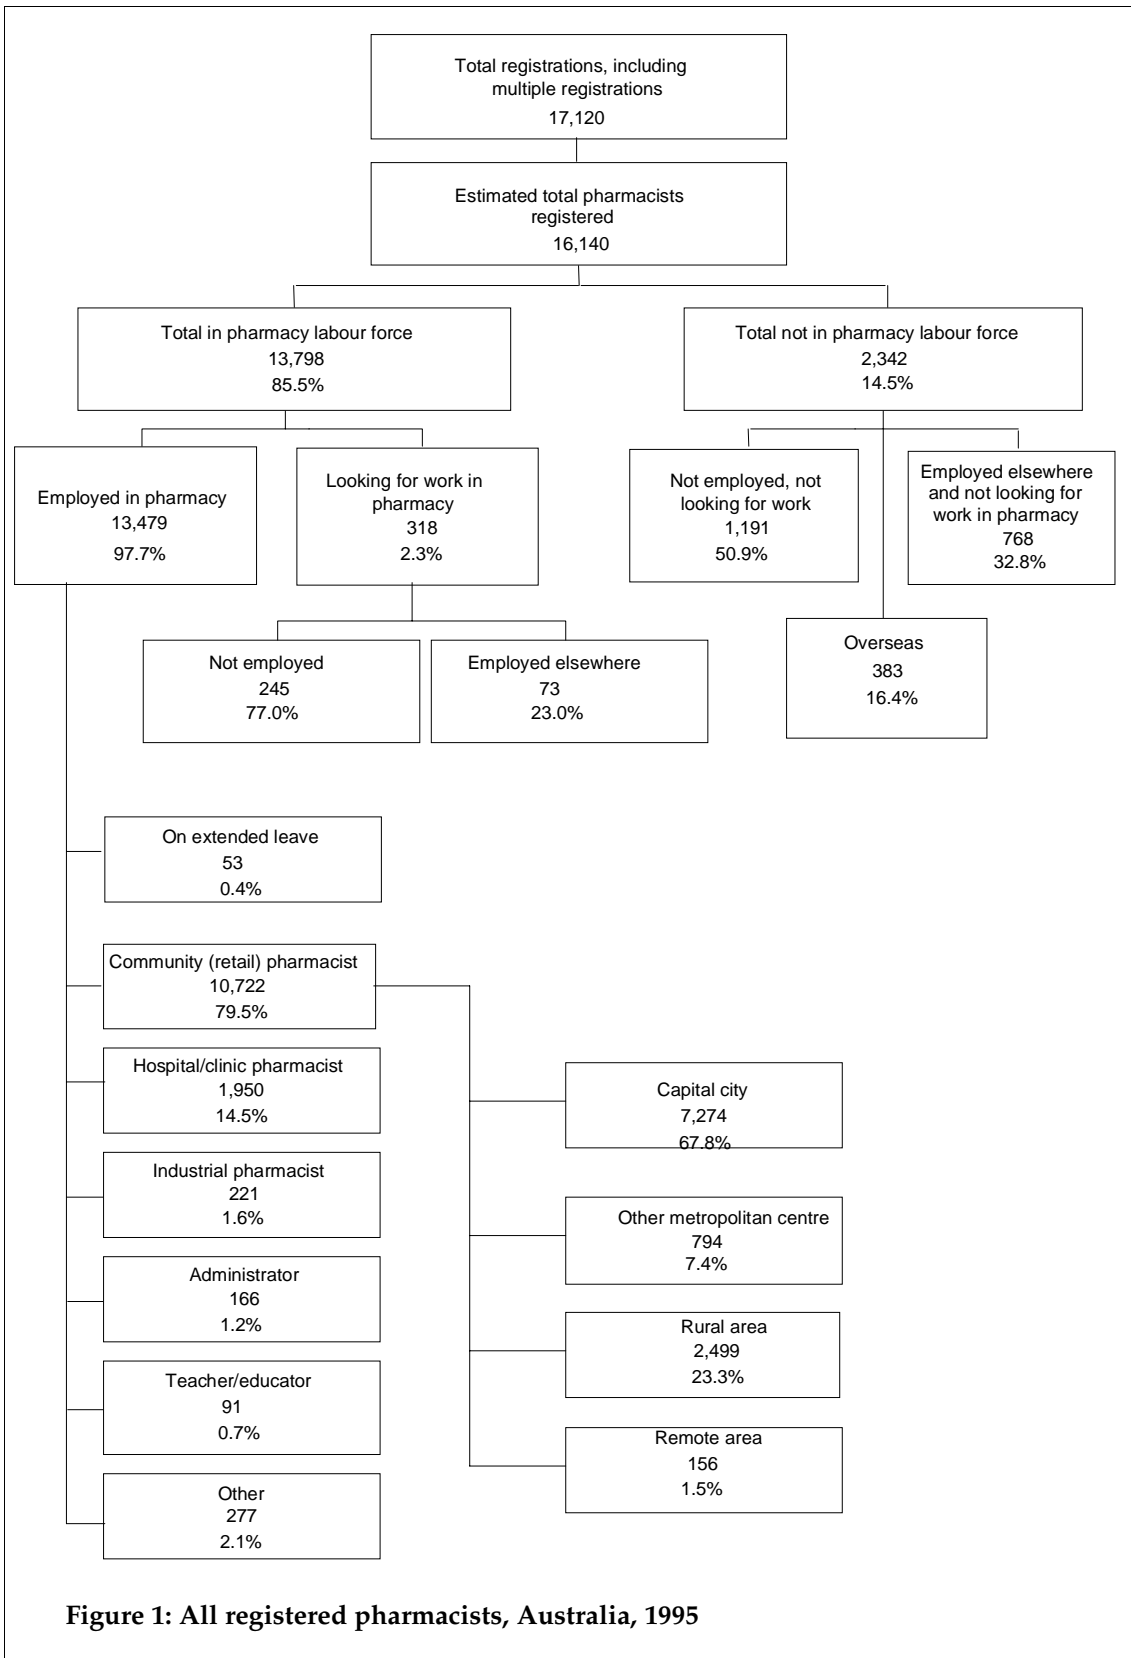 Total registrations, including
multiple registrations
17,120
Estimated total pharmacists
registered
16,140
Total in pharmacy labour force
13,798
85.5%
Total not in pharmacy labour force
2,342
14.5%
Employed in pharmacy
13,479
97.7%
Looking for work in
pharmacy
318
2.3%
Not employed, not
looking for work
1,191
50.9%
Employed elsewhere
and not looking for
work in pharmacy
768
32.8%
Not employed
245
77.0%
Employed elsewhere
73
23.0%
Overseas
383
16.4%
On extended leave
53
0.4%
Community (retail) pharmacist
10,722
79.5%
Hospital/clinic pharmacist
1,950
14.5%
Industrial pharmacist
221
1.6%
Administrator
166
1.2%
Teacher/educator
91
0.7%
Other
277
2.1%
Capital city
7,274
67.8%
Other metropolitan centre
794
7.4%
Rural area
2,499
23.3%
Remote area
156
1.5%
Figure 1: All registered pharmacists, Australia, 1995